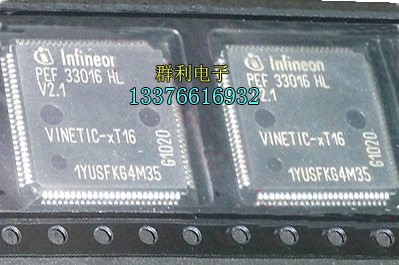 Infineon
PEF 33016 HL
V2.1
VINETIC-xT16
G1020
1YUSFKG4M35
Infineon
PEF 33016 HL
2.1
VINETIC-xT16
G1020
1YUSFKG4M35
群利电子
13376616932